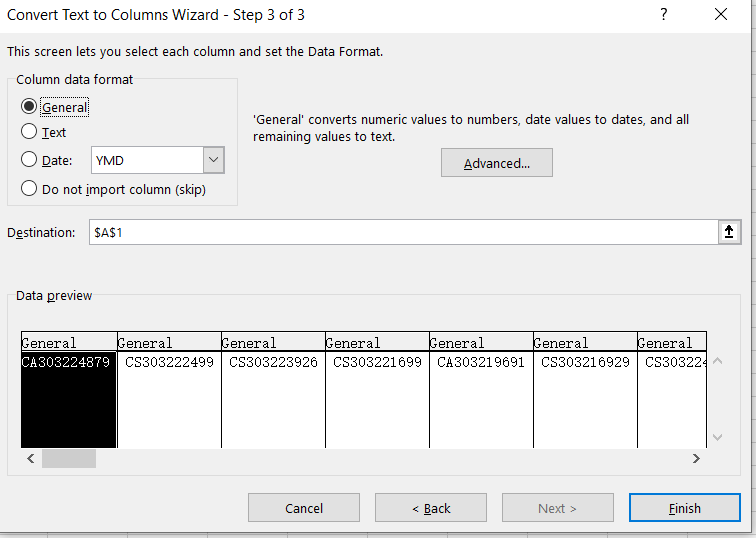 Convert Text to Columns Wizard - Step 3 of 3
?
This screen lets you select each column and set the Data Format.
Column data format
General
Text
Date: YMD
Do not import column (skip)
'General' converts numeric values to numbers, date values to dates, and all
remaining values to text.
Advanced...
Destination: $A$1
Data preview
General General General General General General General
CA303224879 CS303222499 CS303223926 CS303221699 CA303219691 CS303216929
Cancel < Back Next > Finish